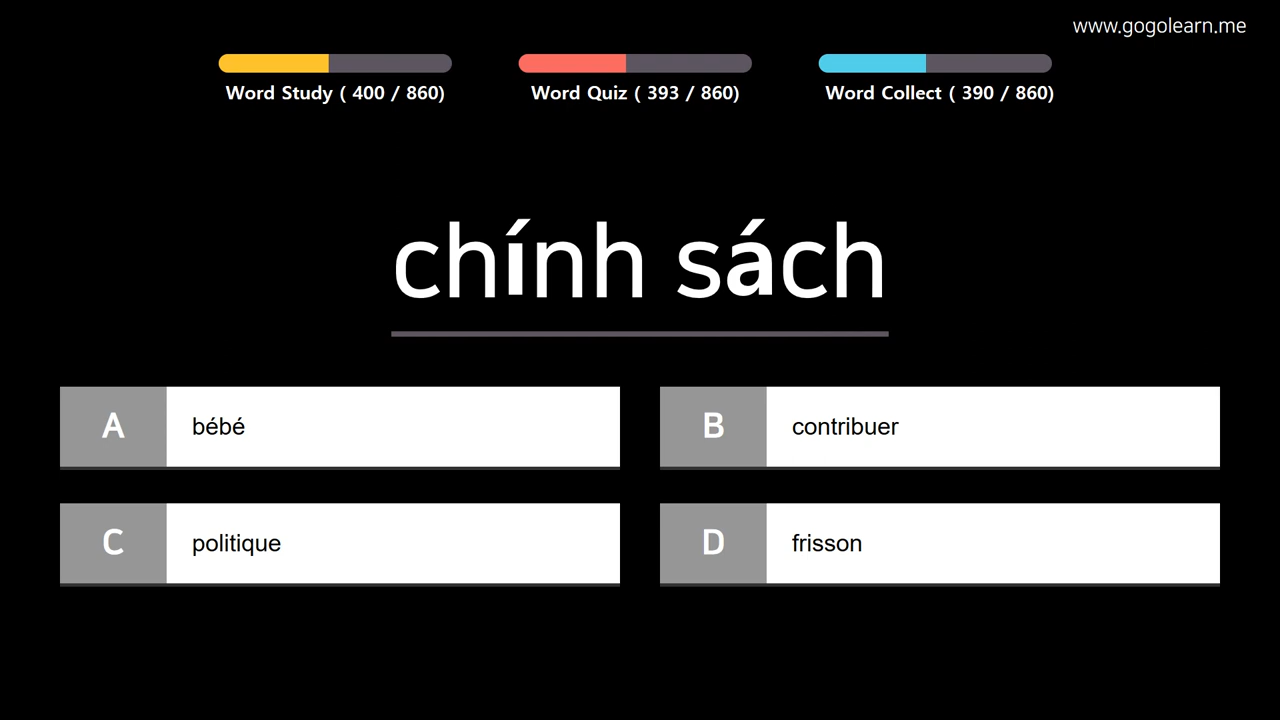 www.gogolearn.me
Word Study ( 400 / 860)
Word Quiz ( 393 / 860)
Word Collect ( 390 / 860)
chính sách
A bébé
B contribuer
C politique
D frisson